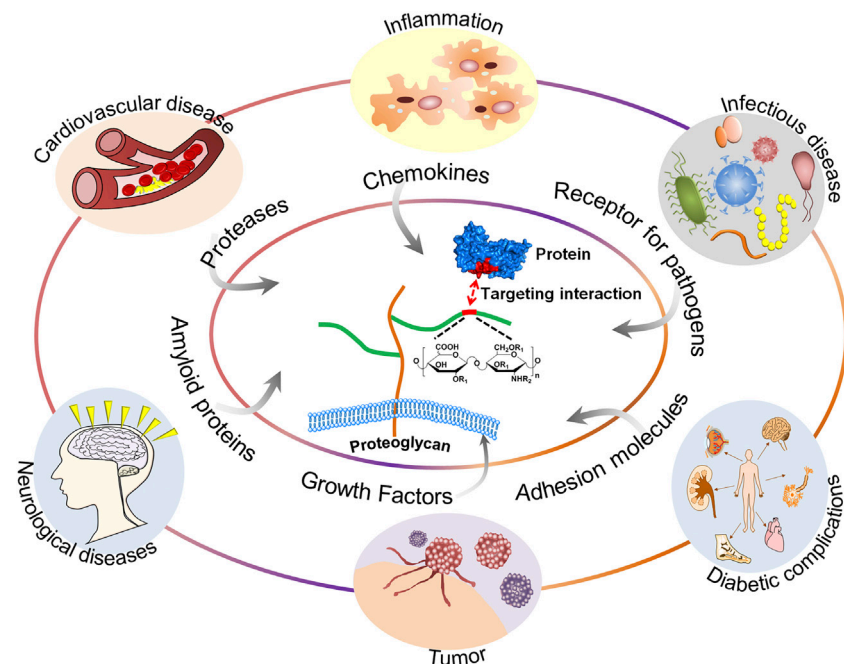 Inflammation
Cardiovascular disease
Infectious disease
Chemokines
Proteases
Receptor for pathogens
Protein
Targeting interaction
COOH
CH₂OR₁
O
O
O
O
O
OH
OR₁
OR₁
NHR₂
n
Amyloid proteins
Proteoglycan
Growth Factors
Adhesion molecules
Neurological diseases
Diabetic complications
Tumor